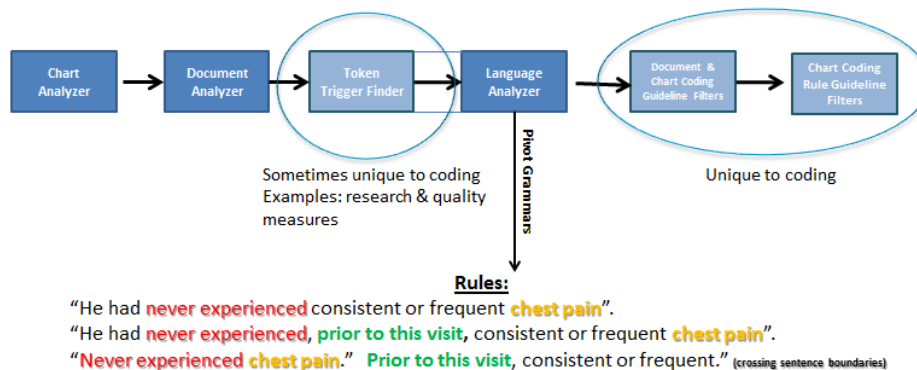 Chart
Analyzer
Document
Analyzer
Token
Trigger Finder
Language
Analyzer
Document &
Chart Coding
Guideline Filters
Chart Coding
Rule Guideline
Filters
Sometimes unique to coding
Examples: research & quality
measures
Pivot Grammars
Unique to coding
Rules:
“He had never experienced consistent or frequent chest pain”.
“He had never experienced, prior to this visit, consistent or frequent chest pain”.
“Never experienced chest pain.” Prior to this visit, consistent or frequent.” (crossing sentence boundaries)